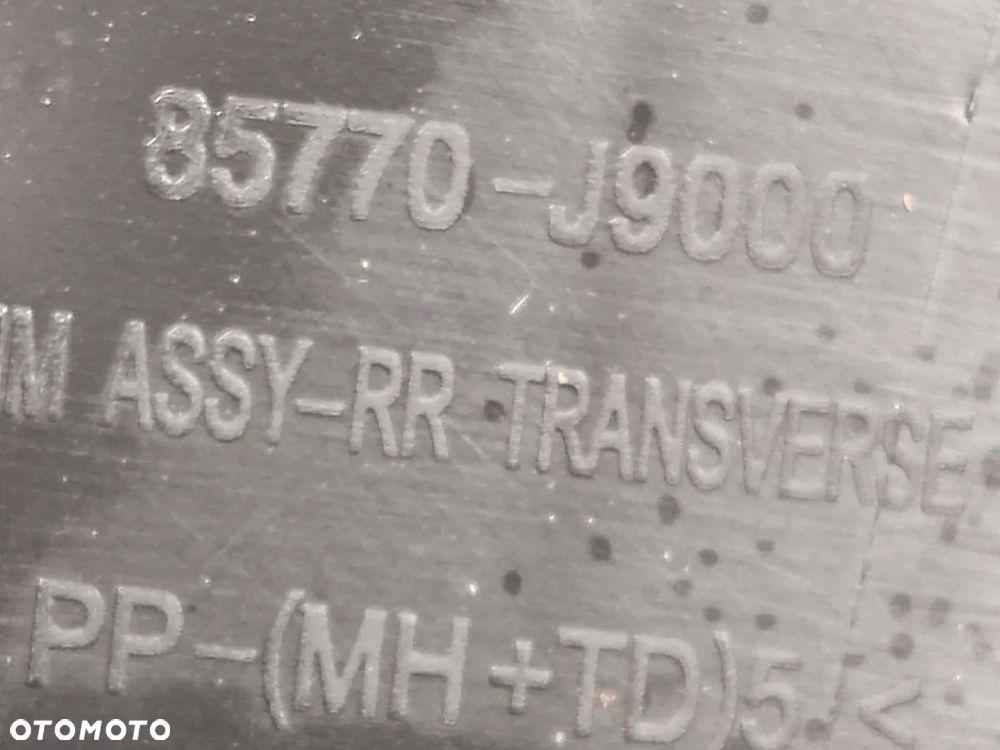 85770-J9000
IM ASSY-RR TRANSVERSE
PP-(MH+TD)5<
OTOMOTO